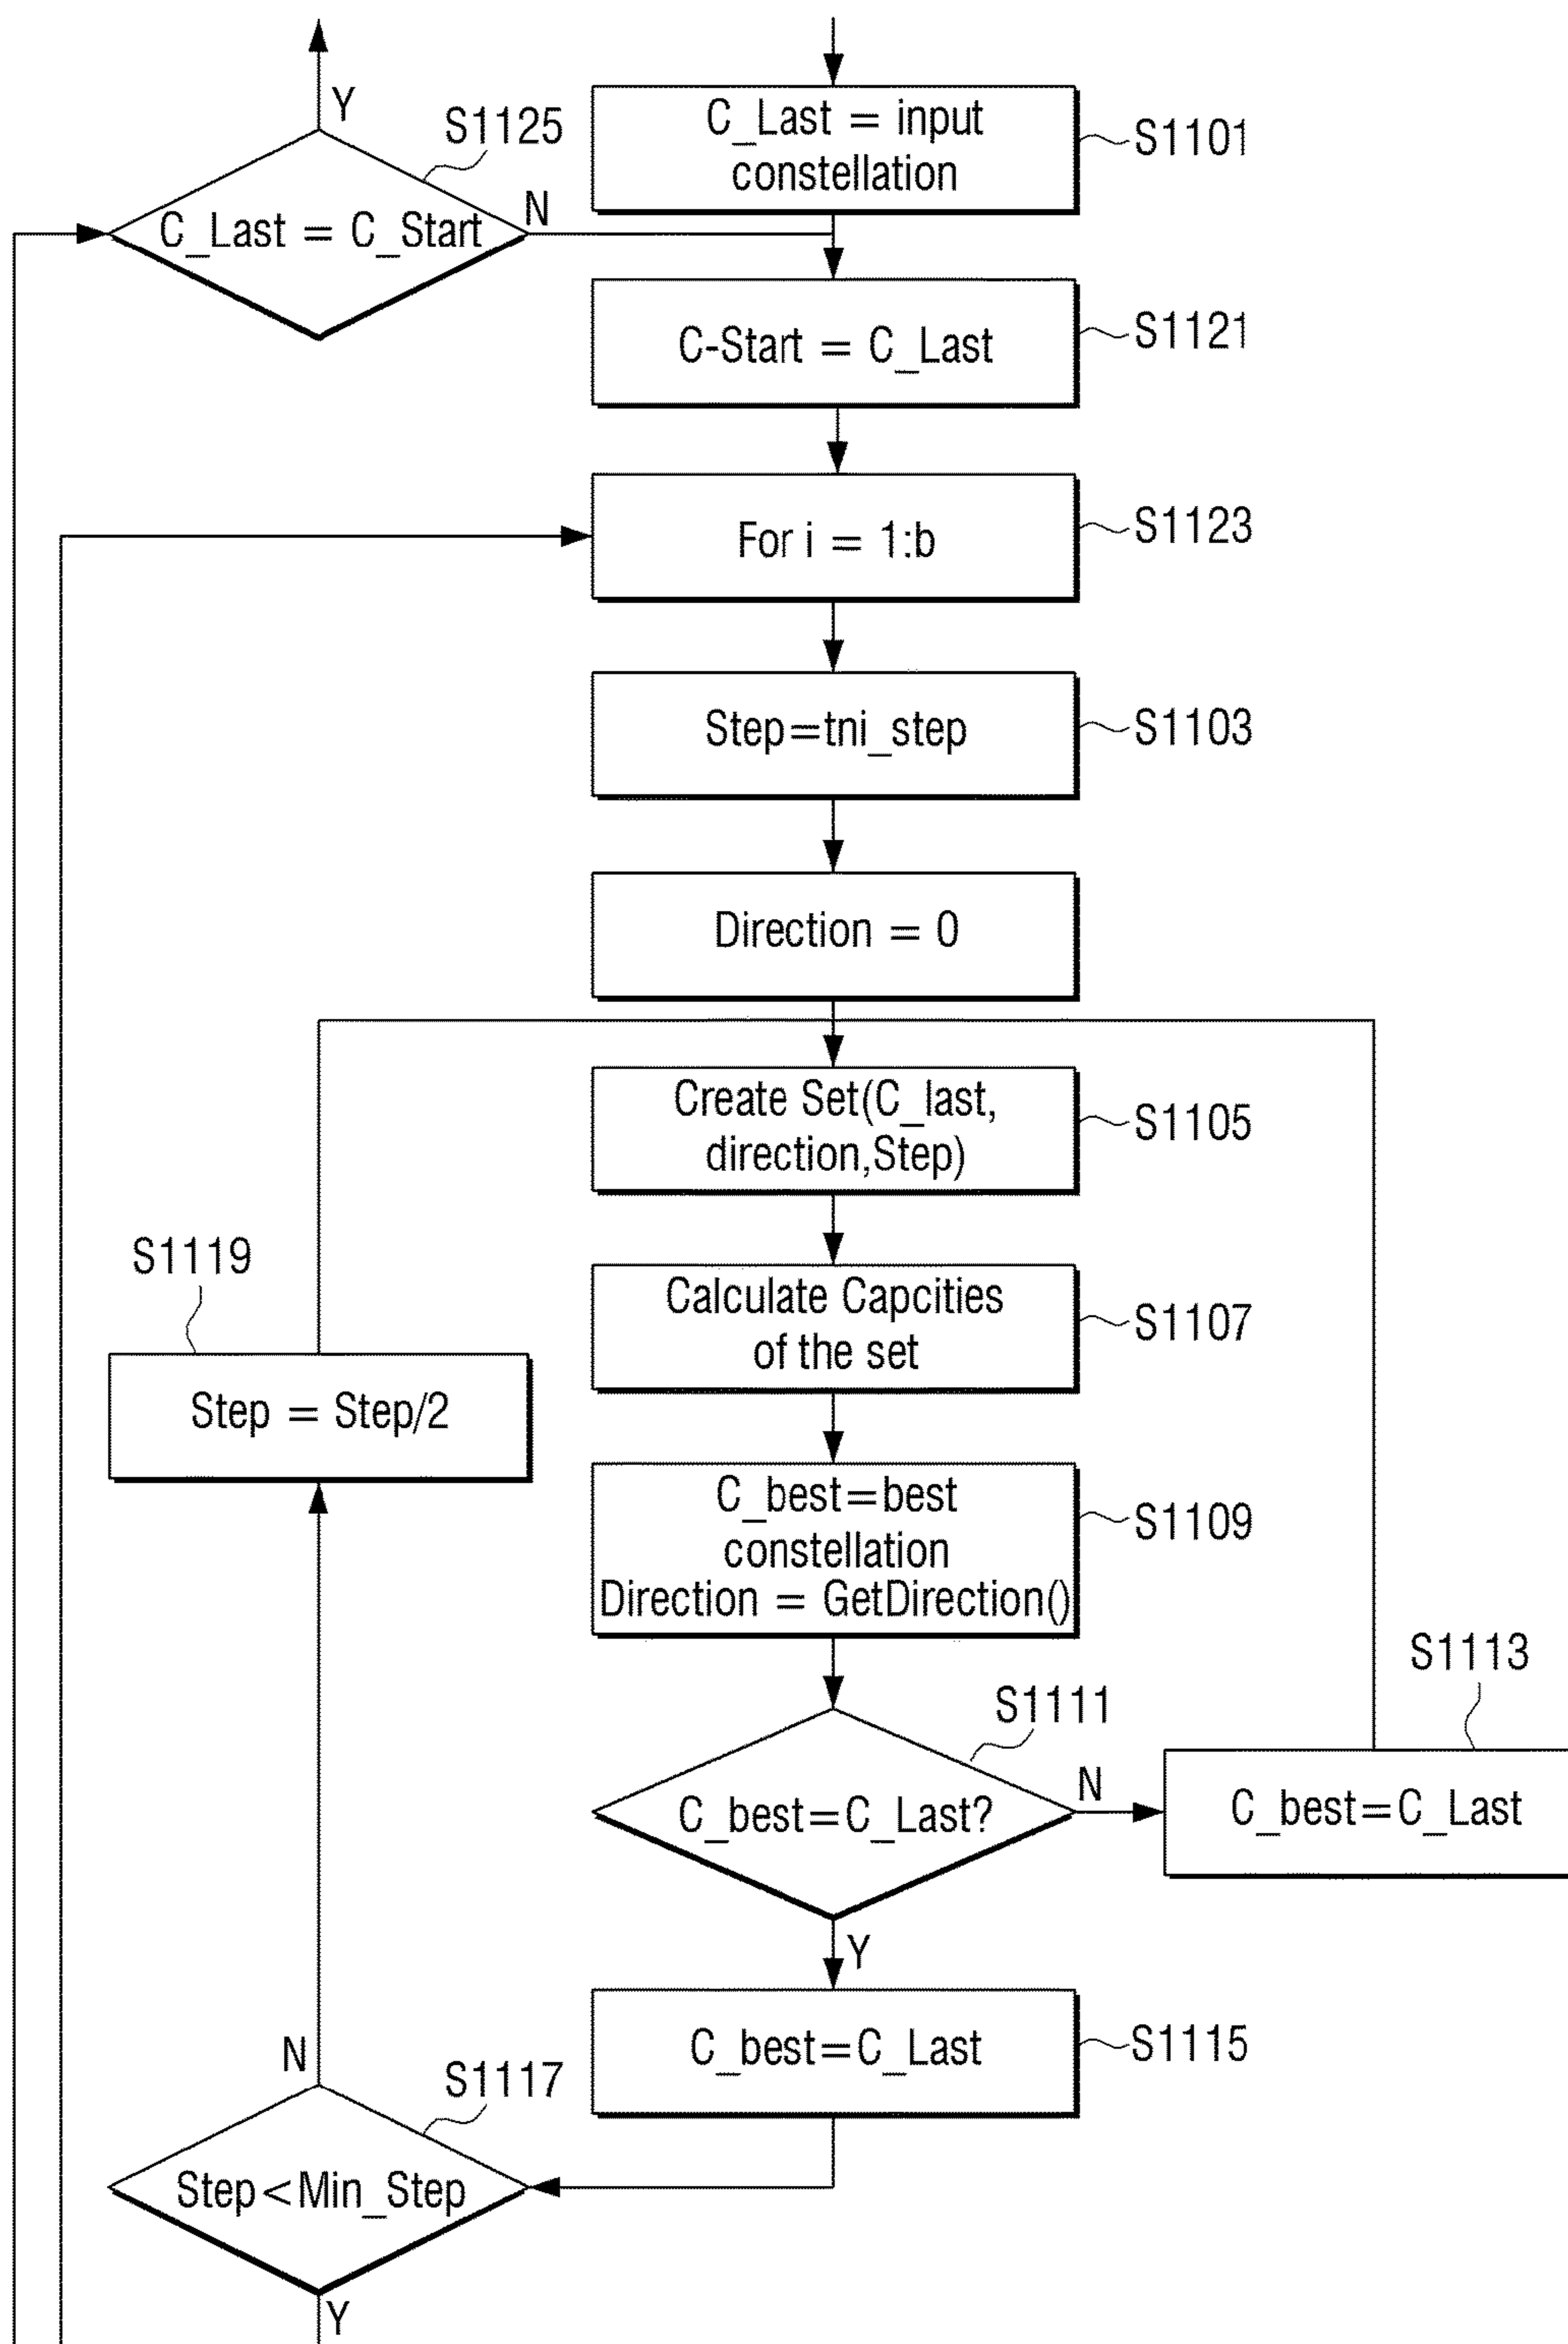 Y
S1125
C_Last = C_Start
N
C_Last = input
constellation
S1101
C-Start = C_Last
S1121
For i = 1:b
S1123
Step=tni_step
S1103
Direction = 0
Create Set(C_last,
direction,Step)
S1105
Calculate Capcities
of the set
S1107
S1119
Step = Step/2
C_best=best
constellation
Direction = GetDirection()
S1109
S1111
C_best=C_Last?
N
S1113
C_best=C_Last
Y
C_best=C_Last
S1115
N
S1117
Step<Min_Step
Y